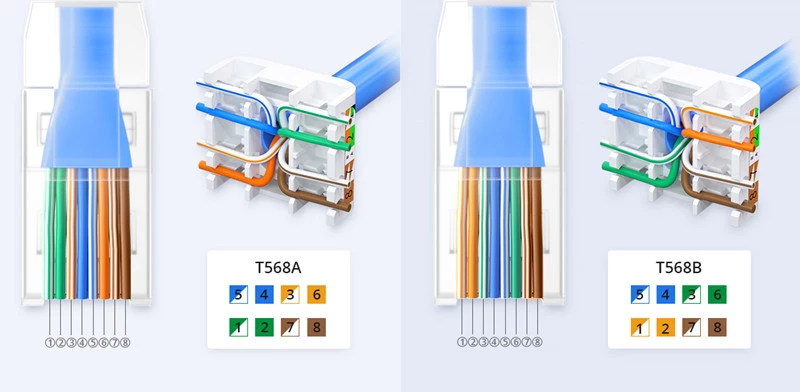 T568A
5 4 3 6
1 2 7 8
①②③④⑤⑥⑦⑧
T568B
5 4 3 6
1 2 7 8
①②③④⑤⑥⑦⑧